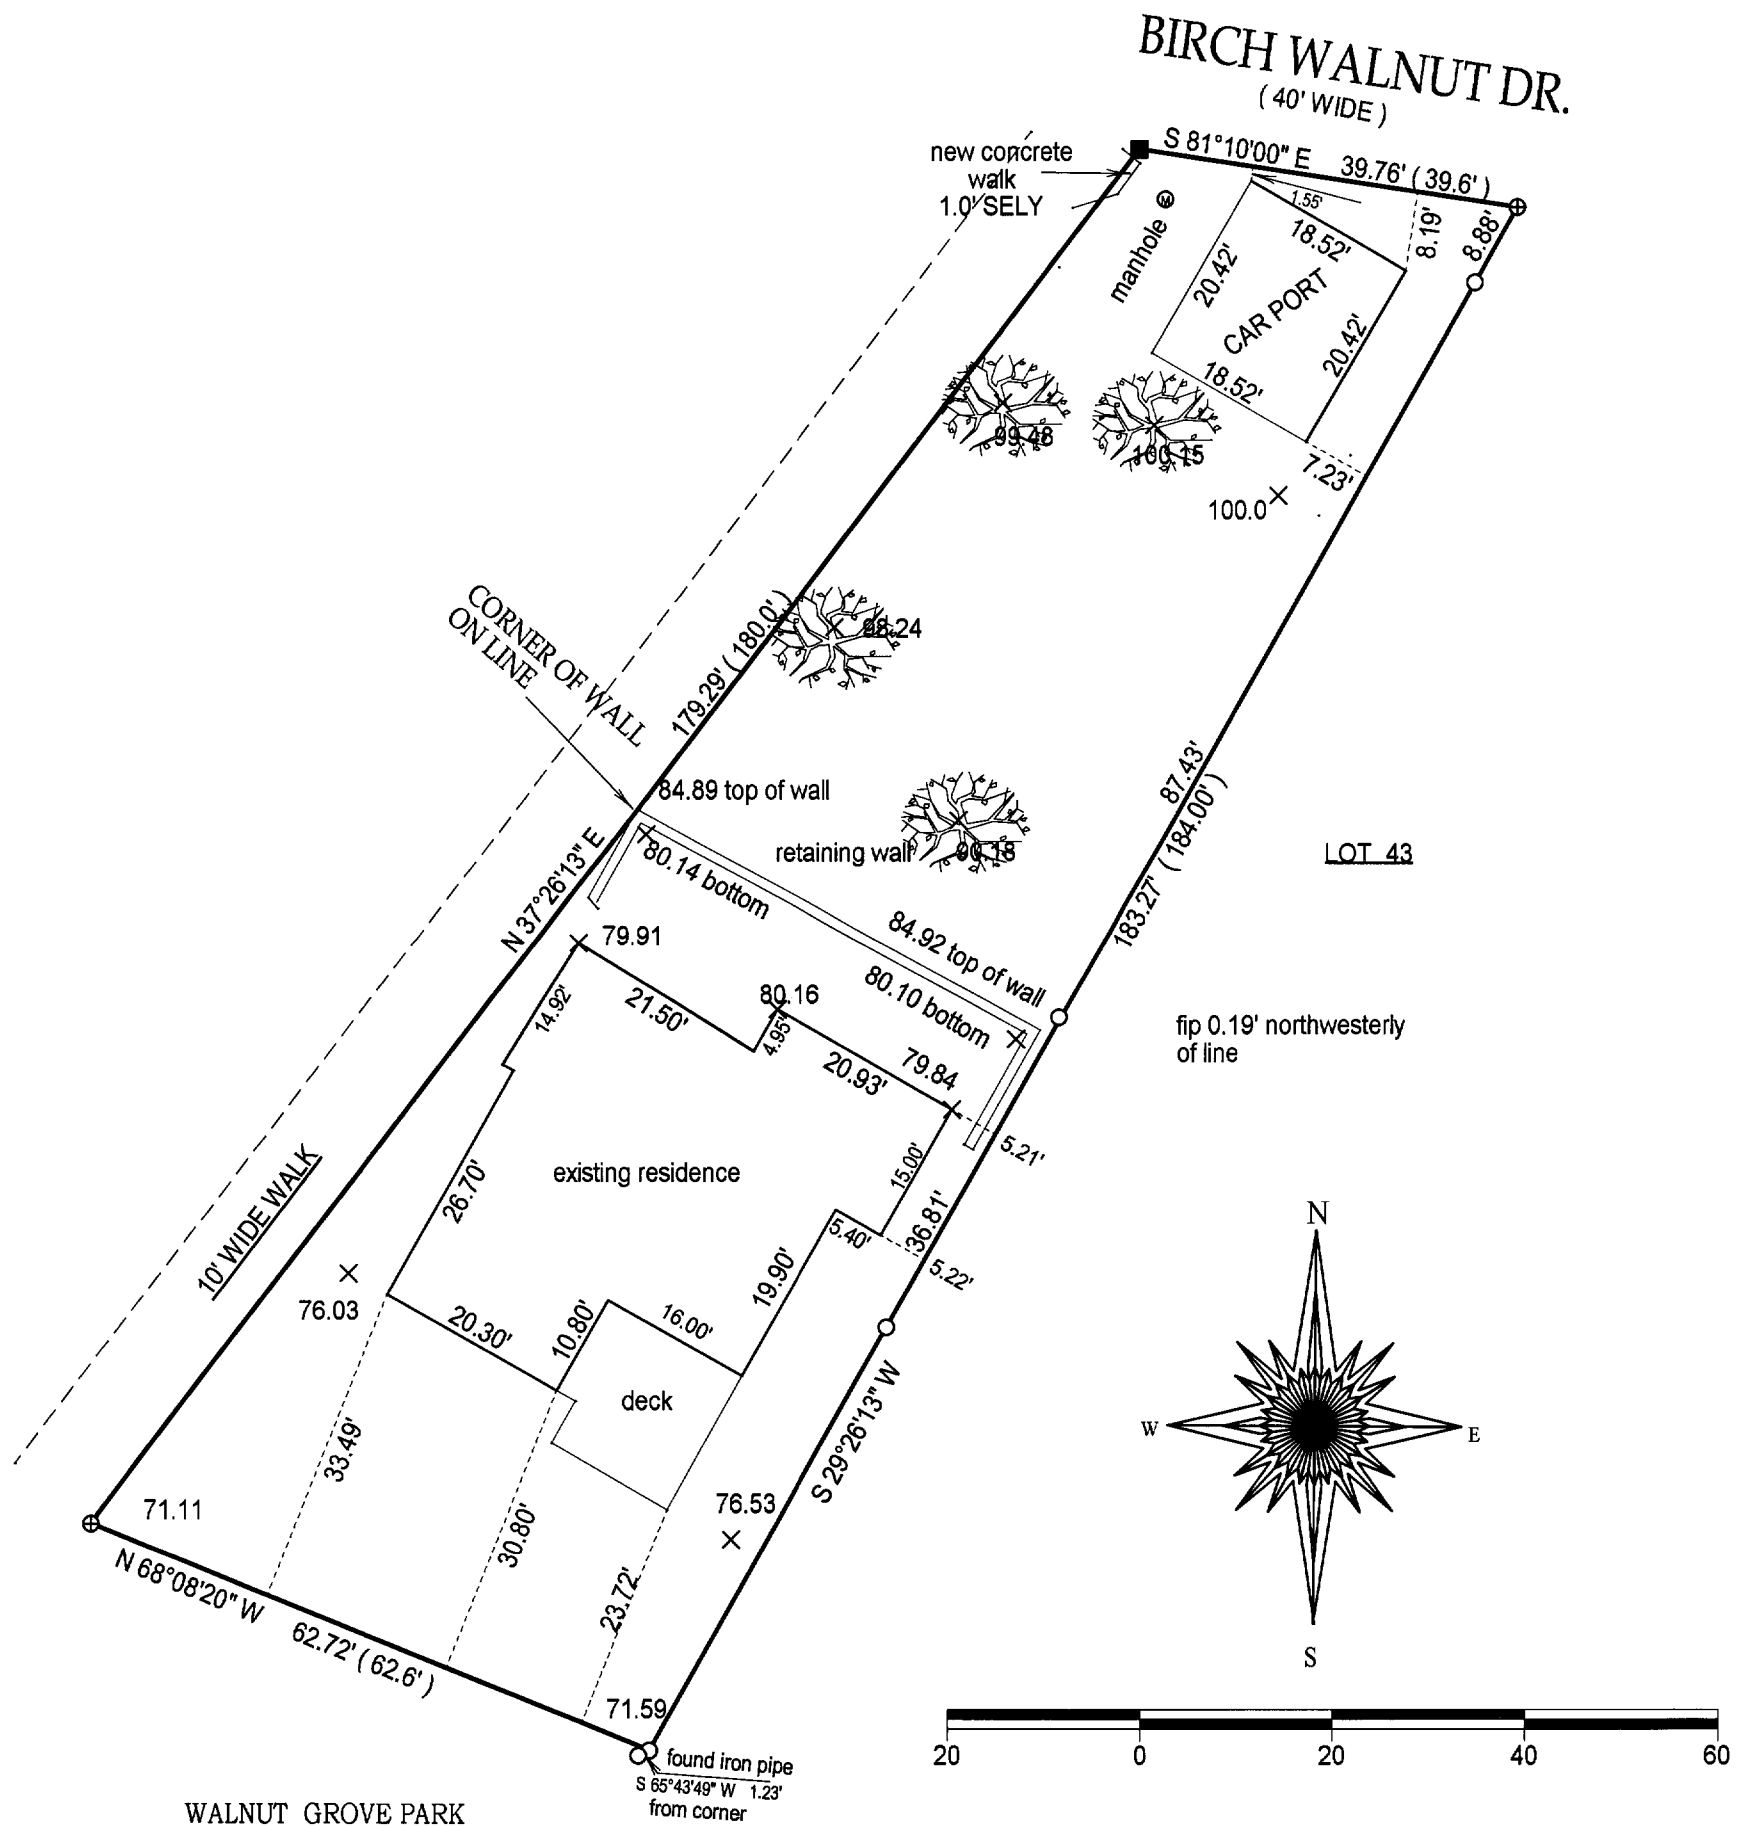 BIRCH WALNUT DR.
( 40' WIDE )
S 81°10'00" E 39.76' ( 39.6' )
new concrete
walk
1.0' SELY
manhole
M
1.55'
18.52'
8.19'
8.88'
20.42'
CAR PORT
20.42'
18.52'
7.23'
99.48
100.15
100.0
98.24
179.29' ( 180.0' )
CORNER OF WALL
ON LINE
84.89 top of wall
retaining wall
90.18
80.14 bottom
87.43'
183.27' ( 184.00' )
LOT 43
N 37°26'13" E
84.92 top of wall
80.10 bottom
79.91
80.16
79.84
14.92'
21.50'
4.95'
20.93'
fip 0.19' northwesterly
of line
5.21'
15.00'
existing residence
26.70'
36.81'
5.40'
5.22'
10' WIDE WALK
76.03
19.90'
20.30'
10.80'
16.00'
deck
33.49'
30.80'
23.72'
76.53
S 29°26'13" W
71.11
N 68°08'20" W
62.72' ( 62.6' )
71.59
found iron pipe
S 65°43'49" W 1.23'
from corner
WALNUT GROVE PARK
N
W
E
S
20 0 20 40 60